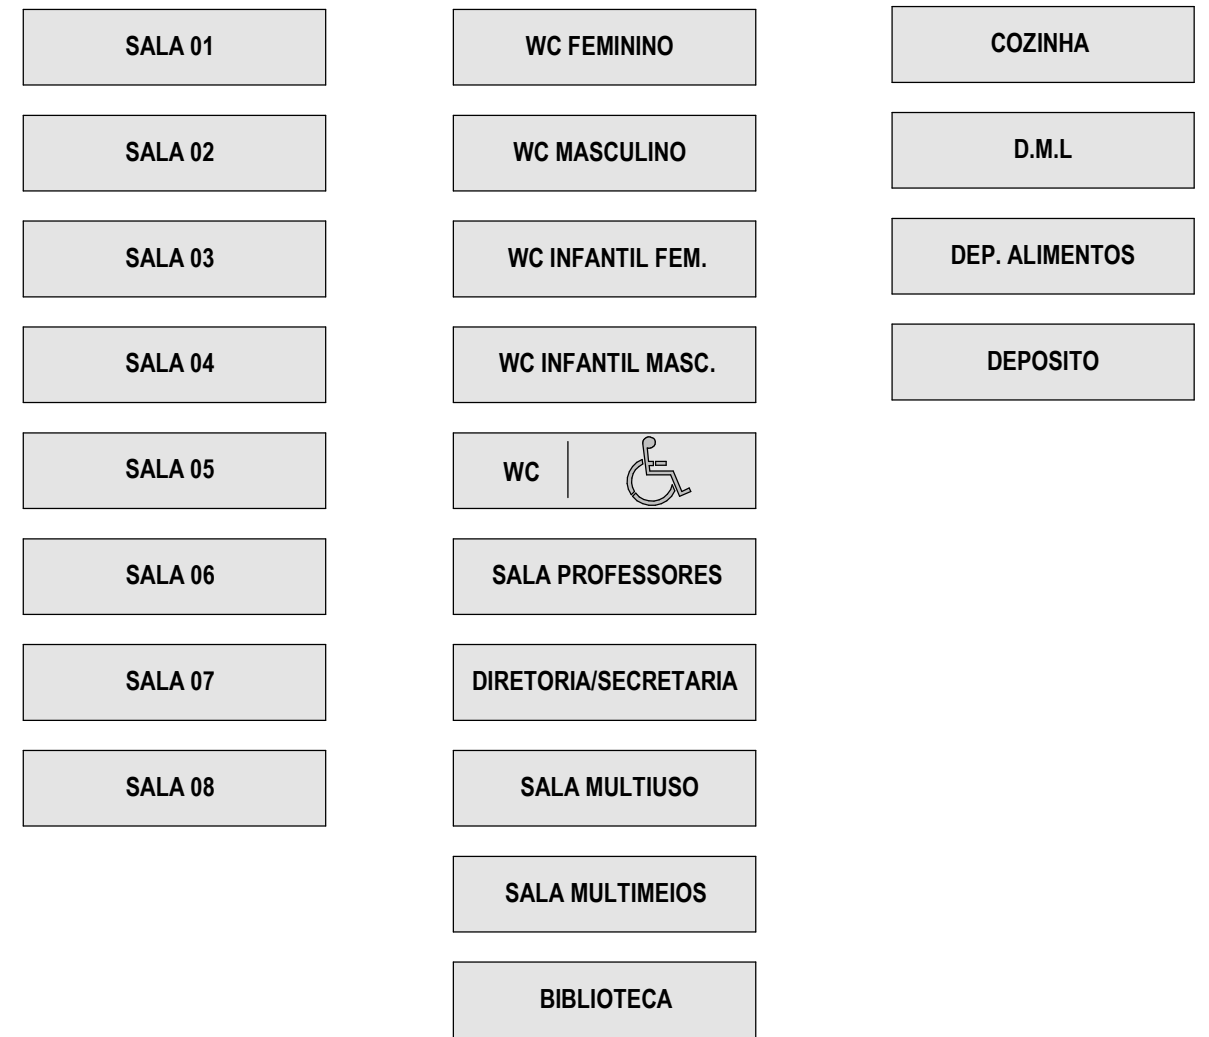 SALA 01
SALA 02
SALA 03
SALA 04
SALA 05
SALA 06
SALA 07
SALA 08
WC FEMININO
WC MASCULINO
WC INFANTIL FEM.
WC INFANTIL MASC.
WC
SALA PROFESSORES
DIRETORIA/SECRETARIA
SALA MULTIUSO
SALA MULTIMEIOS
BIBLIOTECA
COZINHA
D.M.L
DEP. ALIMENTOS
DEPOSITO